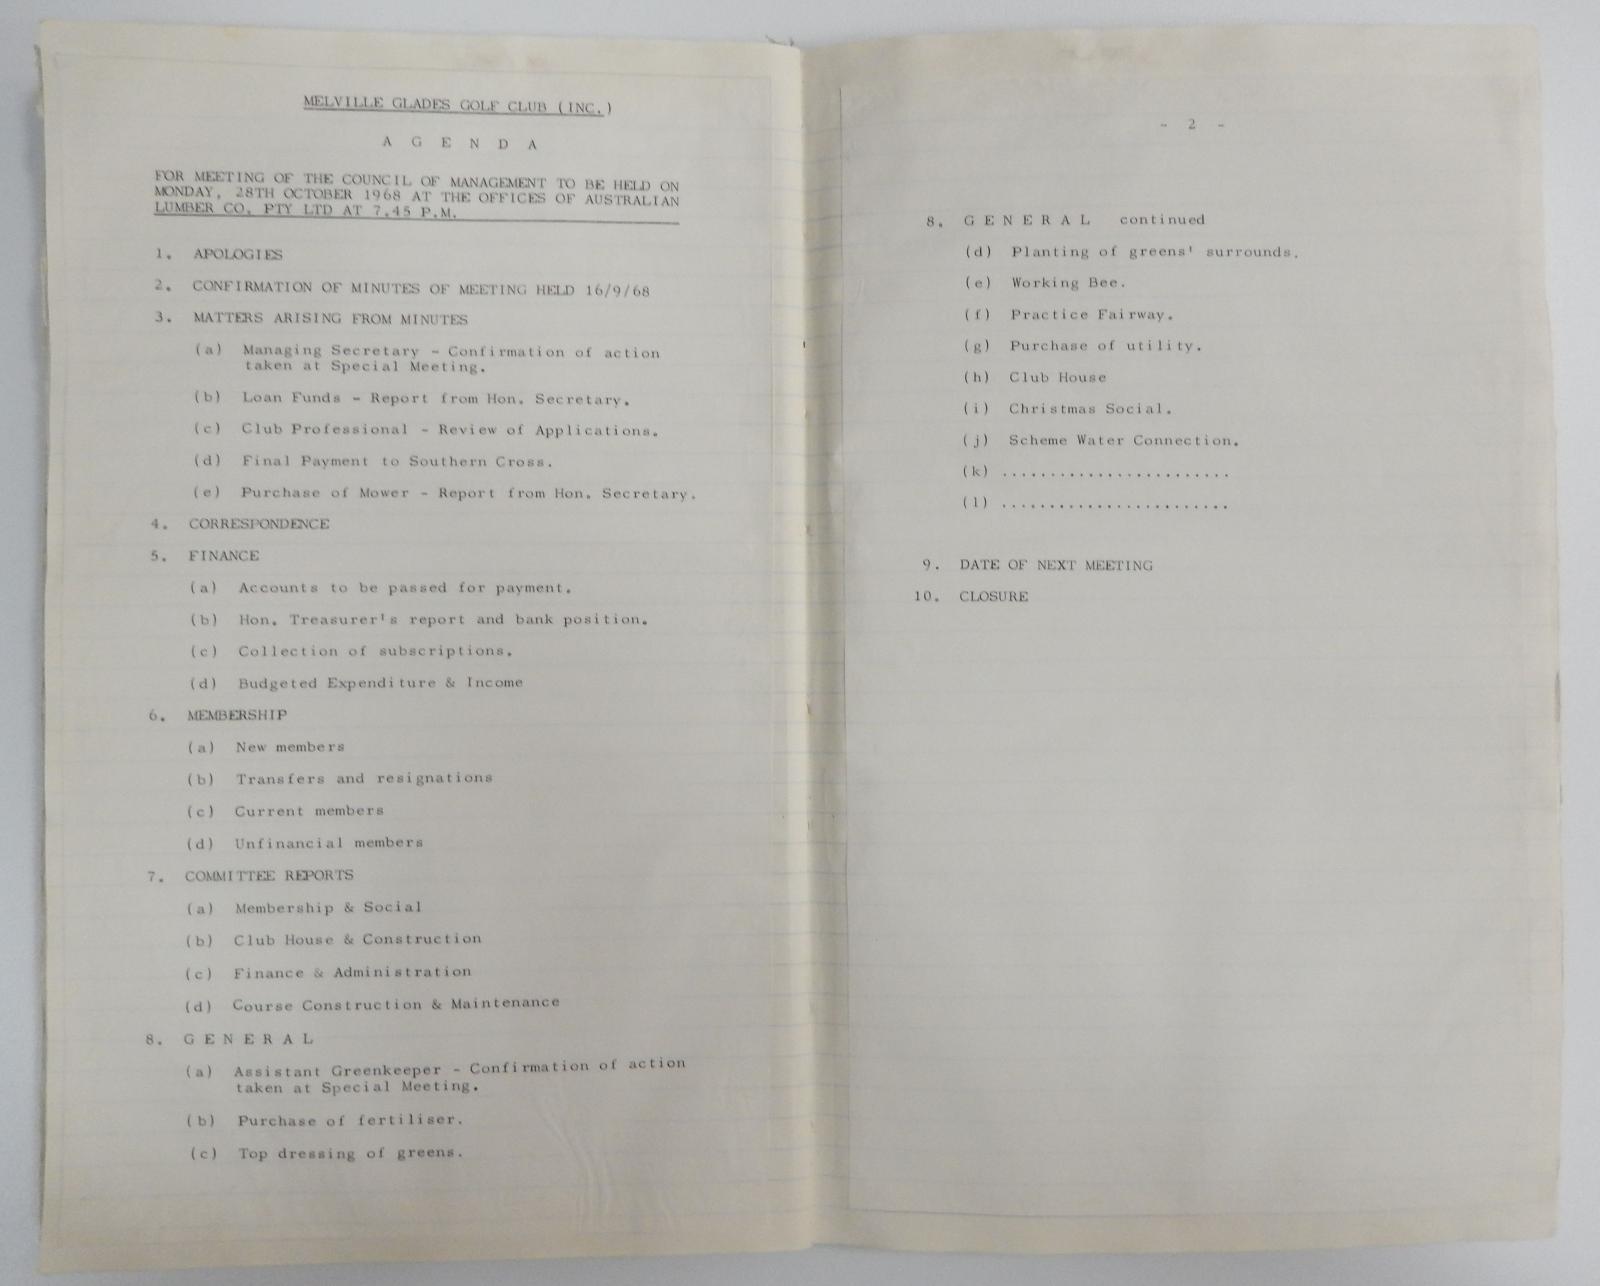 MELVILLE GLADES GOLF CLUB (INC.)
A G E N D A
FOR MEETING OF THE COUNCIL OF MANAGEMENT TO BE HELD ON
MONDAY, 28TH OCTOBER 1968 AT THE OFFICES OF AUSTRALIAN
LUMBER CO. PTY LTD AT 7.45 P.M.
1. APOLOGIES
2. CONFIRMATION OF MINUTES OF MEETING HELD 16/9/68
3. MATTERS ARISING FROM MINUTES
(a) Managing Secretary - Confirmation of action
taken at Special Meeting.
(b) Loan Funds - Report from Hon. Secretary.
(c) Club Professional - Review of Applications.
(d) Final Payment to Southern Cross.
(e) Purchase of Mower - Report from Hon. Secretary.
4. CORRESPONDENCE
5. FINANCE
(a) Accounts to be passed for payment.
(b) Hon. Treasurer's report and bank position.
(c) Collection of subscriptions.
(d) Budgeted Expenditure & Income
6. MEMBERSHIP
(a) New members
(b) Transfers and resignations
(c) Current members
(d) Unfinancial members
7. COMMITTEE REPORTS
(a) Membership & Social
(b) Club House & Construction
(c) Finance & Administration
(d) Course Construction & Maintenance
8. G E N E R A L
(a) Assistant Greenkeeper - Confirmation of action
taken at Special Meeting.
(b) Purchase of fertiliser.
(c) Top dressing of greens.
- 2 -
8. G E N E R A L continued
(d) Planting of greens' surrounds.
(e) Working Bee.
(f) Practice Fairway.
(g) Purchase of utility.
(h) Club House
(i) Christmas Social.
(j) Scheme Water Connection.
(k) ........................
(l) ........................
9. DATE OF NEXT MEETING
10. CLOSURE